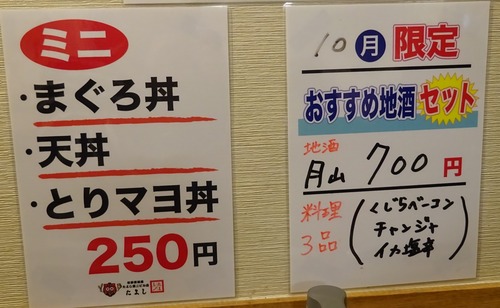 ミニ
・まぐろ丼
・天丼
・とりマヨ丼
250円
たよし
10月 限定
おすすめ地酒セット
地酒
月山 700円
料理
3品
くじらベーコン
チャンジャ
イカ塩辛